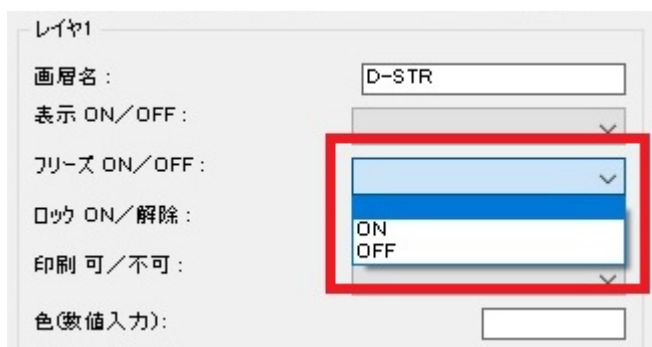 レイヤ1
画層名： D-STR
表示 ON／OFF：
フリーズ ON／OFF：
ロック ON／解除：
ON
OFF
印刷 可／不可：
色(数値入力):